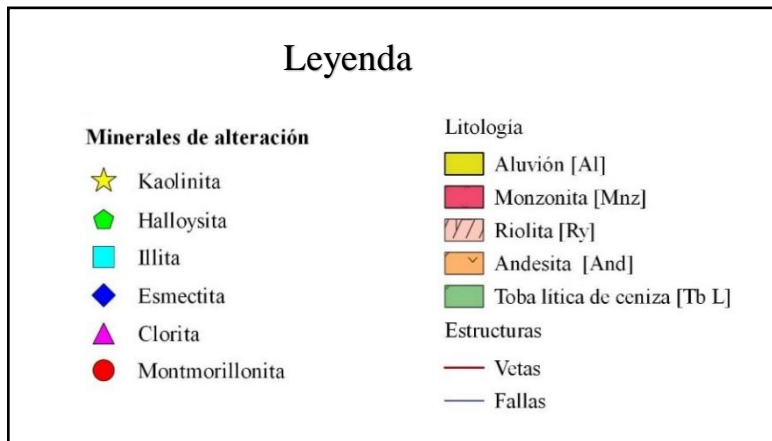 Leyenda
Minerales de alteración
Kaolinita
Halloysita
Illita
Esmectita
Clorita
Montmorillonita
Litología
Aluvión [Al]
Monzonita [Mnz]
Riolita [Ry]
Andesita [And]
Toba lítica de ceniza [Tb L]
Estructuras
Vetas
Fallas